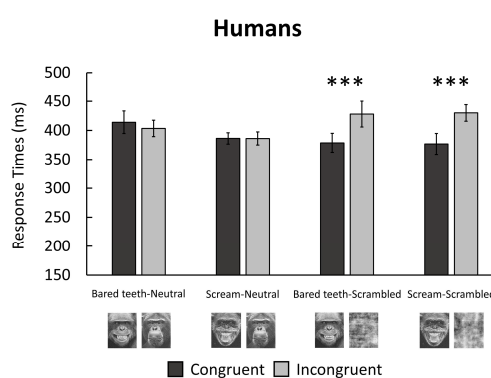 Humans
Response Times (ms)
500
450
400
350
300
250
200
150
***
***
Bared teeth-Neutral
Scream-Neutral
Bared teeth-Scrambled
Scream-Scrambled
Congruent
Incongruent